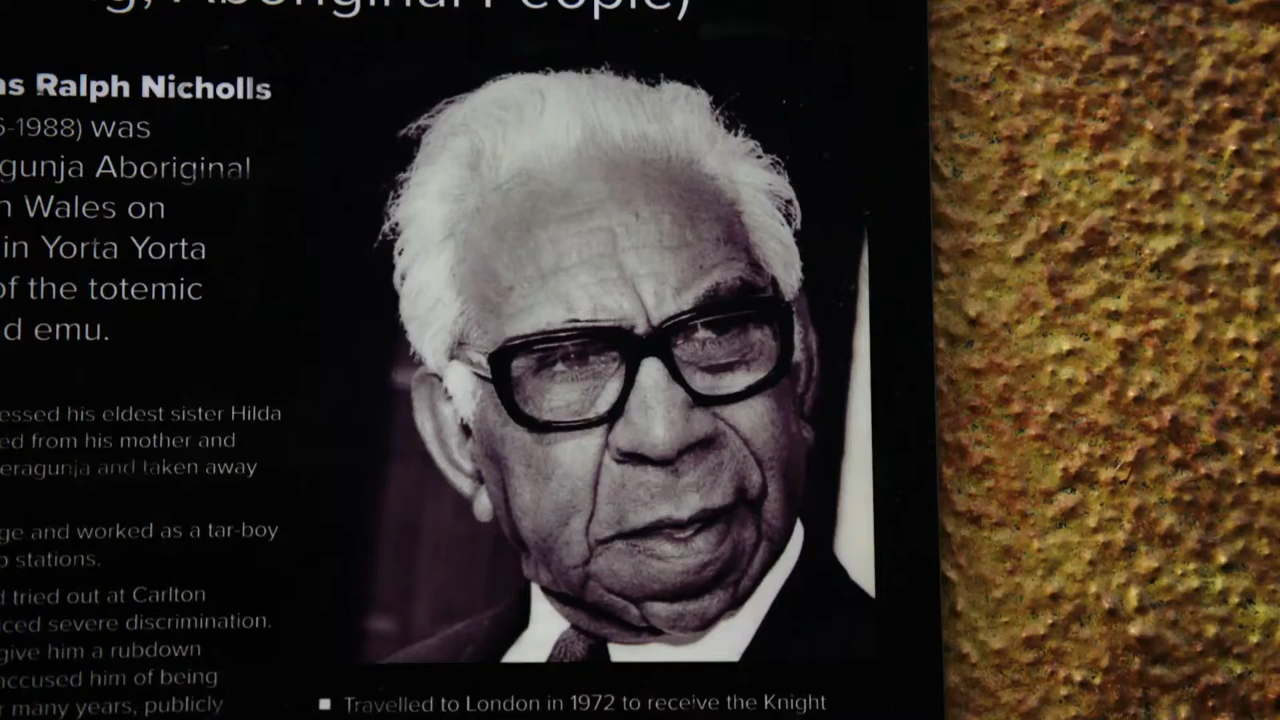 Aboriginal People)
Ralph Nicholls
-1988) was
gunja Aboriginal
Wales on
in Yorta Yorta
of the totemic
d emu.
essed his eldest sister Hilda
ed from his mother and
eragunja and taken away
ge and worked as a tar-boy
stations.
tried out at Carlton
iced severe discrimination.
give him a rubdown
accused him of being
many years, publicly
Travelled to London in 1972 to receive the Knight